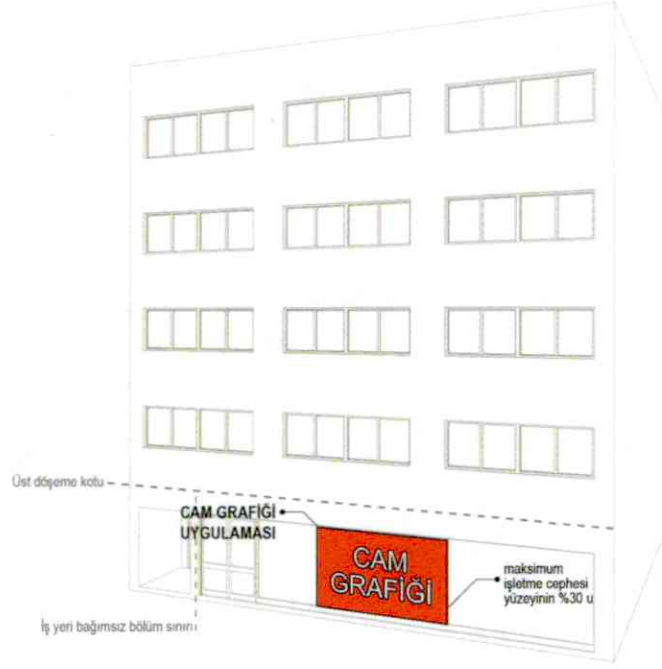 Üst döşeme kotu
CAM GRAFİĞİ
UYGULAMASI
CAM
GRAFİĞİ
maksimum
işletme cephesi
yüzeyinin %30 u
İş yeri bağımsız bölüm sınırı